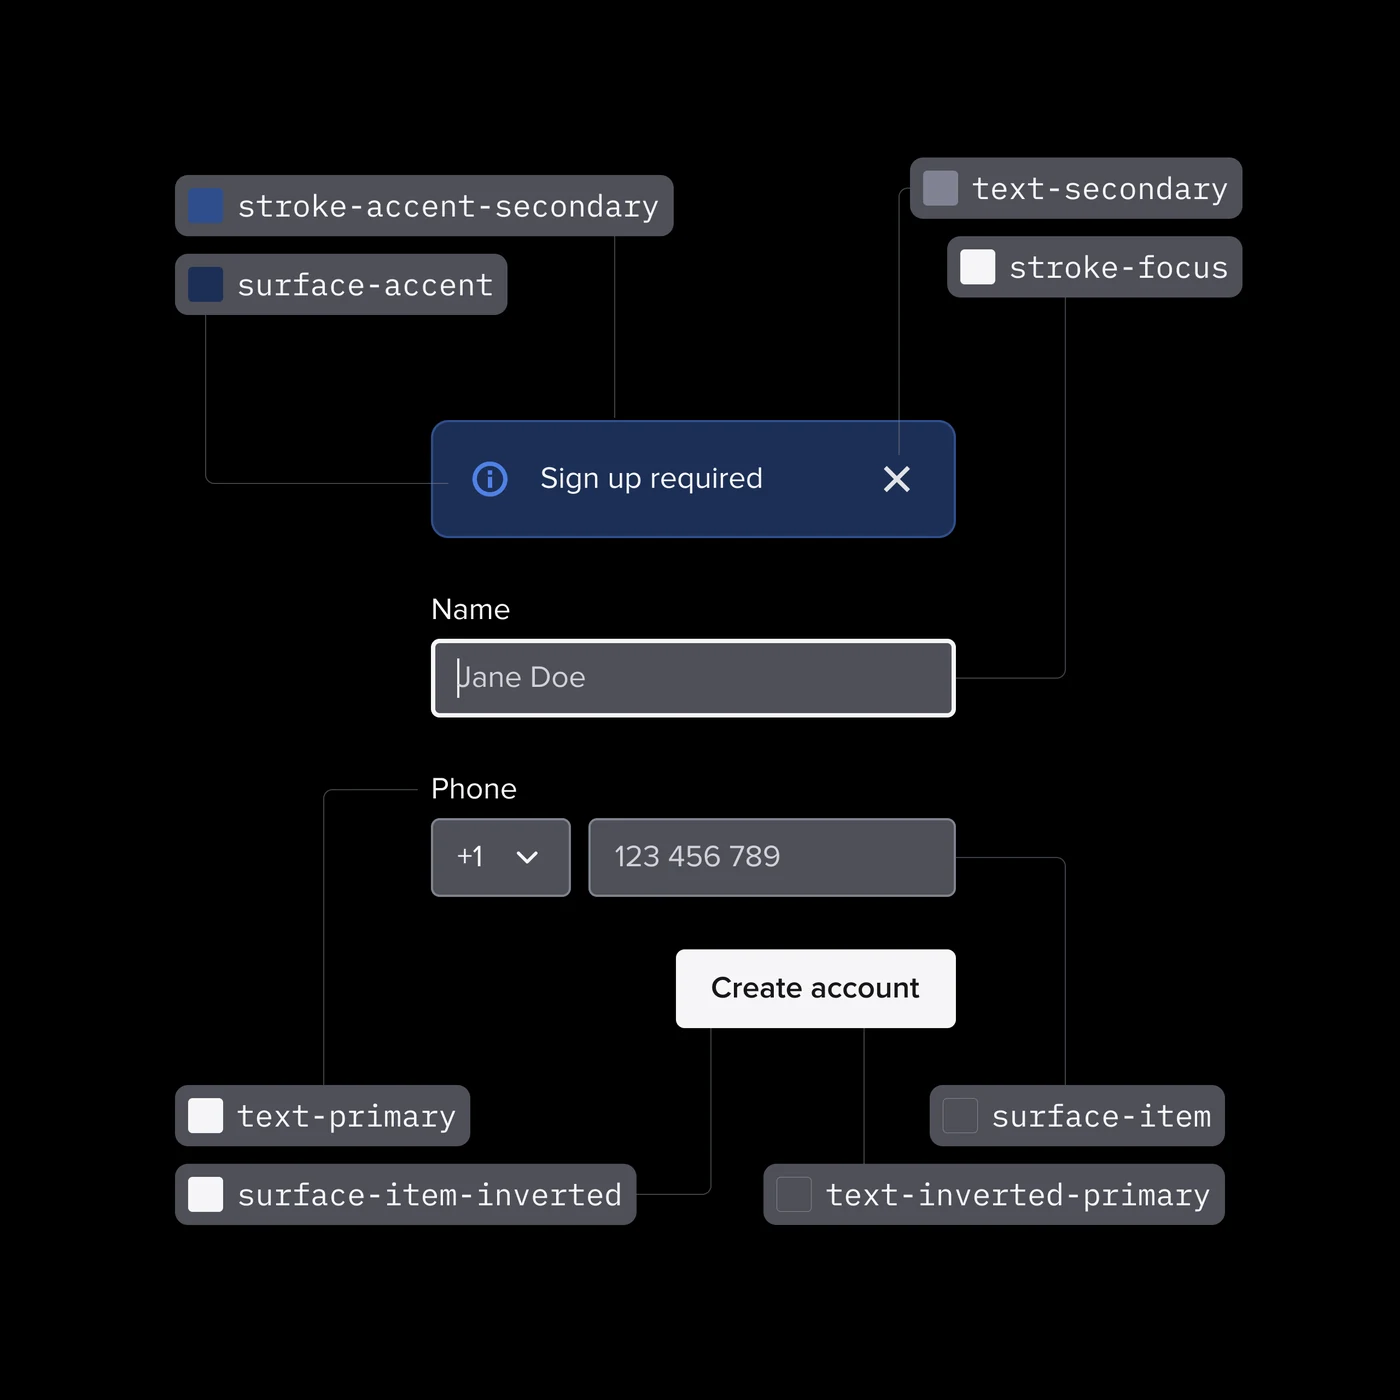 stroke-accent-secondary
text-secondary
surface-accent
stroke-focus
Sign up required
Name
Jane Doe
Phone
+1
123 456 789
Create account
text-primary
surface-item
surface-item-inverted
text-inverted-primary